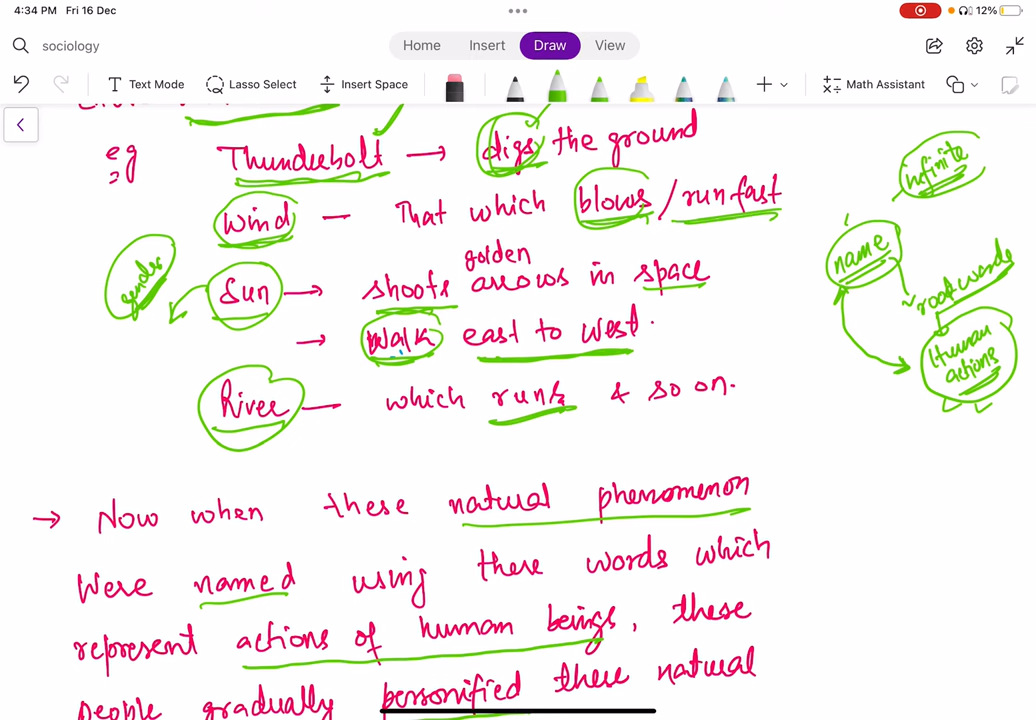 4:34 PM Fri 16 Dec
12%
sociology
Home Insert Draw View
Text Mode Lasso Select Insert Space Math Assistant
eg Thunderbolt → digs the ground
infinite
Wind - That which blows / run fast
name
gender
golden
Sun → shoots arrows in space
root words
→ walk east to west.
Human
actions
River - which runs & so on.
→ Now when these natural phenomenon
were named using these words which
represent actions of human beings, these
people gradually personified these natural